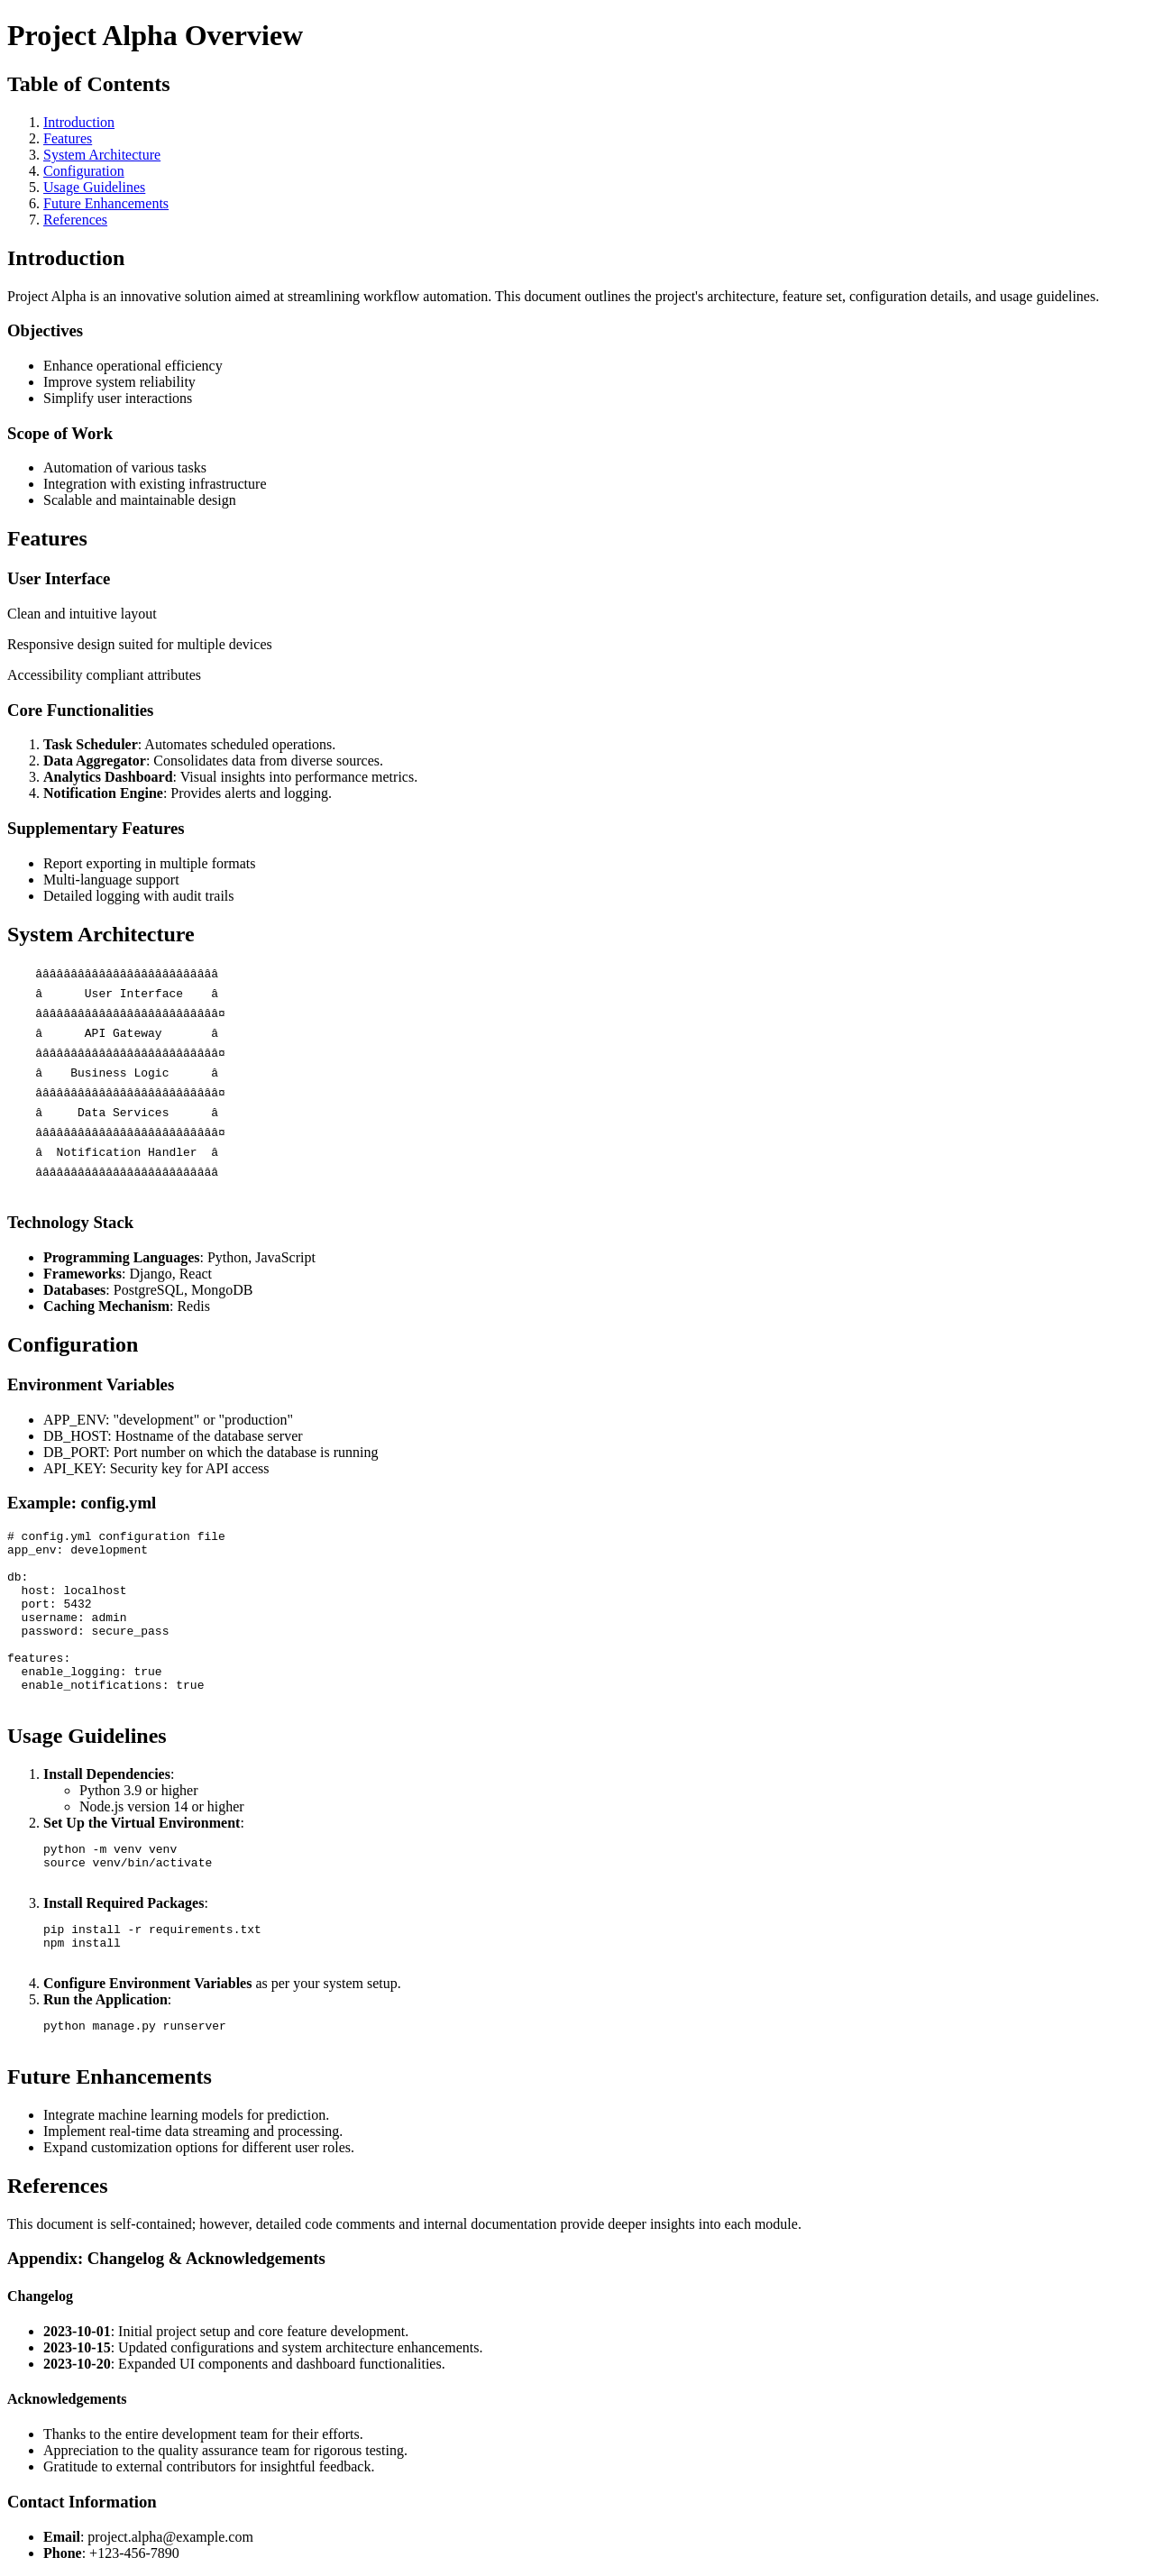 Project Alpha Overview
Table of Contents
1. Introduction
2. Features
3. System Architecture
4. Configuration
5. Usage Guidelines
6. Future Enhancements
7. References
Introduction
Project Alpha is an innovative solution aimed at streamlining workflow automation. This document outlines the project's architecture, feature set, configuration details, and usage guidelines.
Objectives
• Enhance operational efficiency
• Improve system reliability
• Simplify user interactions
Scope of Work
• Automation of various tasks
• Integration with existing infrastructure
• Scalable and maintainable design
Features
User Interface
Clean and intuitive layout
Responsive design suited for multiple devices
Accessibility compliant attributes
Core Functionalities
1. Task Scheduler: Automates scheduled operations.
2. Data Aggregator: Consolidates data from diverse sources.
3. Analytics Dashboard: Visual insights into performance metrics.
4. Notification Engine: Provides alerts and logging.
Supplementary Features
• Report exporting in multiple formats
• Multi-language support
• Detailed logging with audit trails
System Architecture
ââââââââââââââââââââââââââ
â      User Interface    â
ââââââââââââââââââââââââââ¤
â      API Gateway       â
ââââââââââââââââââââââââââ¤
â    Business Logic      â
ââââââââââââââââââââââââââ¤
â     Data Services      â
ââââââââââââââââââââââââââ¤
â  Notification Handler  â
ââââââââââââââââââââââââââ
Technology Stack
• Programming Languages: Python, JavaScript
• Frameworks: Django, React
• Databases: PostgreSQL, MongoDB
• Caching Mechanism: Redis
Configuration
Environment Variables
• APP_ENV: "development" or "production"
• DB_HOST: Hostname of the database server
• DB_PORT: Port number on which the database is running
• API_KEY: Security key for API access
Example: config.yml
# config.yml configuration file
app_env: development
db:
  host: localhost
  port: 5432
  username: admin
  password: secure_pass
features:
  enable_logging: true
  enable_notifications: true
Usage Guidelines
1. Install Dependencies:
◦ Python 3.9 or higher
◦ Node.js version 14 or higher
2. Set Up the Virtual Environment:
python -m venv venv
source venv/bin/activate
3. Install Required Packages:
pip install -r requirements.txt
npm install
4. Configure Environment Variables as per your system setup.
5. Run the Application:
python manage.py runserver
Future Enhancements
• Integrate machine learning models for prediction.
• Implement real-time data streaming and processing.
• Expand customization options for different user roles.
References
This document is self-contained; however, detailed code comments and internal documentation provide deeper insights into each module.
Appendix: Changelog & Acknowledgements
Changelog
• 2023-10-01: Initial project setup and core feature development.
• 2023-10-15: Updated configurations and system architecture enhancements.
• 2023-10-20: Expanded UI components and dashboard functionalities.
Acknowledgements
• Thanks to the entire development team for their efforts.
• Appreciation to the quality assurance team for rigorous testing.
• Gratitude to external contributors for insightful feedback.
Contact Information
• Email: project.alpha@example.com
• Phone: +123-456-7890